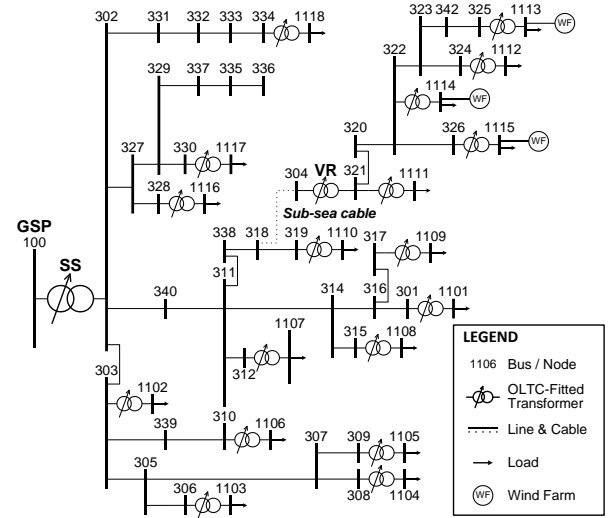 302 331 332 333 334 1118
323 342 325 1113
WF
329 337 335 336
322 324 1112
1114
WF
327 330 1117
320 326 1115
WF
328 1116
304 VR 321 1111
Sub-sea cable
GSP
100
SS
338 318 319 1110
317 1109
311
340 314 316 301 1101
1107
312
315 1108
303
1102
339 310 1106
307 309 1105
305
308 1104
306 1103
LEGEND
1106 Bus / Node
OLTC-Fitted
Transformer
Line & Cable
Load
WF Wind Farm